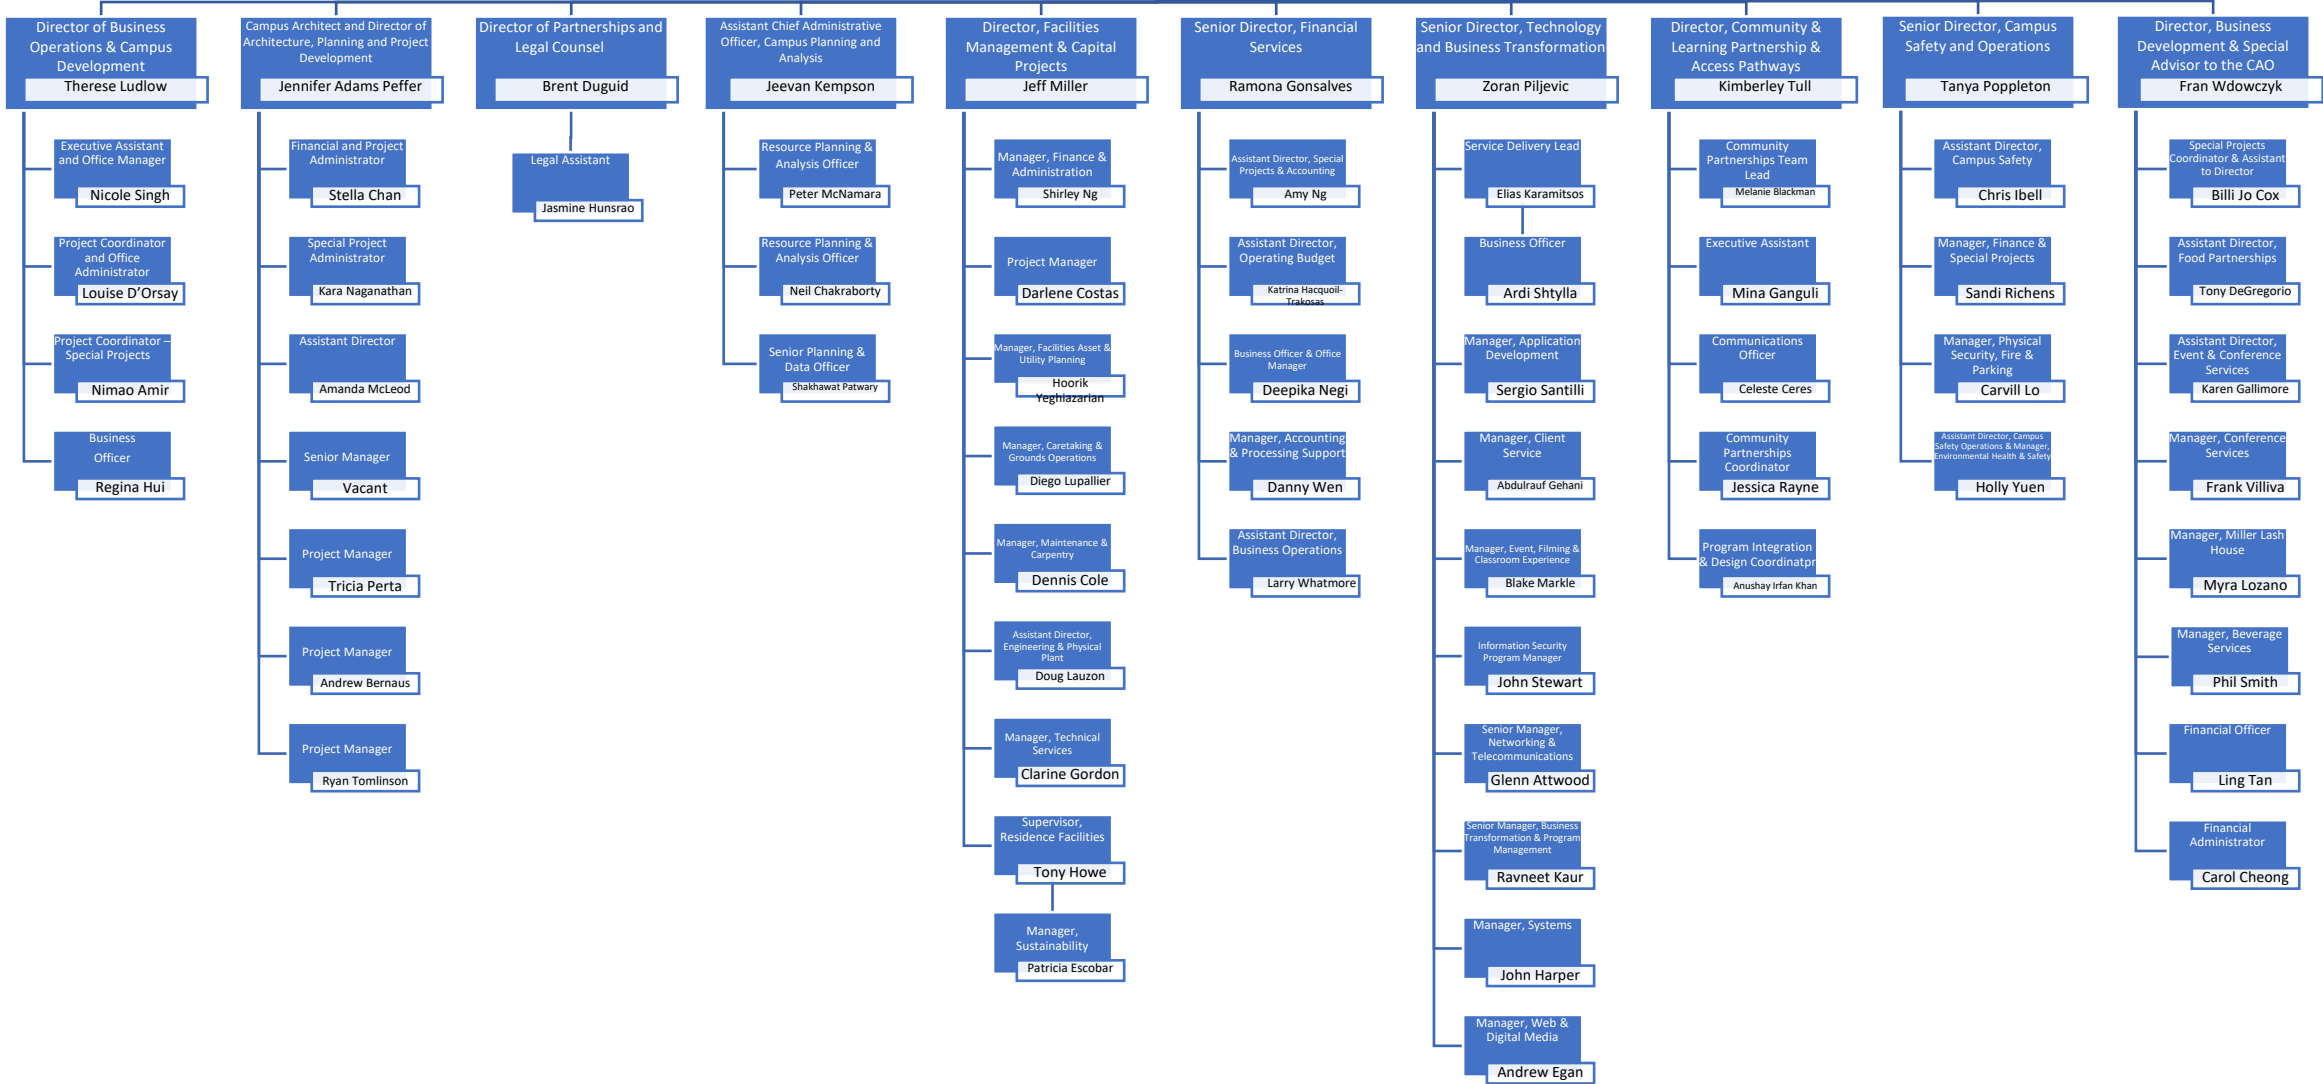 Director of Business
Operations & Campus
Development
Therese Ludlow
Executive Assistant
and Office Manager
Nicole Singh
Project Coordinator
and Office
Administrator
Louise D’Orsay
Project Coordinator –
Special Projects
Nimao Amir
Business
Officer
Regina Hui
Campus Architect and Director of
Architecture, Planning and Project
Development
Jennifer Adams Peffer
Financial and Project
Administrator
Stella Chan
Special Project
Administrator
Kara Naganathan
Assistant Director
Amanda McLeod
Senior Manager
Vacant
Project Manager
Tricia Perta
Project Manager
Andrew Bernaus
Project Manager
Ryan Tomlinson
Director of Partnerships and
Legal Counsel
Brent Duguid
Legal Assistant
Jasmine Hunsrao
Assistant Chief Administrative
Officer, Campus Planning and
Analysis
Jeevan Kempson
Resource Planning &
Analysis Officer
Peter McNamara
Resource Planning &
Analysis Officer
Neil Chakraborty
Senior Planning &
Data Officer
Shakhawat Patwary
Director, Facilities
Management & Capital
Projects
Jeff Miller
Manager, Finance &
Administration
Shirley Ng
Project Manager
Darlene Costas
Manager, Facilities Asset &
Utility Planning
Hoorik
Yeghiazarian
Manager, Caretaking &
Grounds Operations
Diego Lupallier
Manager, Maintenance &
Carpentry
Dennis Cole
Assistant Director,
Engineering & Physical
Plant
Doug Lauzon
Manager, Technical
Services
Clarine Gordon
Supervisor,
Residence Facilities
Tony Howe
Manager,
Sustainability
Patricia Escobar
Senior Director, Financial
Services
Ramona Gonsalves
Assistant Director, Special
Projects & Accounting
Amy Ng
Assistant Director,
Operating Budget
Katrina Hacquoil-
Trakosas
Business Officer & Office
Manager
Deepika Negi
Manager, Accounting
& Processing Support
Danny Wen
Assistant Director,
Business Operations
Larry Whatmore
Senior Director, Technology
and Business Transformation
Zoran Piljevic
Service Delivery Lead
Elias Karamitsos
Business Officer
Ardi Shtylla
Manager, Application
Development
Sergio Santilli
Manager, Client
Service
Abdulrauf Gehani
Manager, Event, Filming &
Classroom Experience
Blake Markle
Information Security
Program Manager
John Stewart
Senior Manager,
Networking &
Telecommunications
Glenn Attwood
Senior Manager, Business
Transformation & Program
Management
Ravneet Kaur
Manager, Systems
John Harper
Manager, Web &
Digital Media
Andrew Egan
Director, Community &
Learning Partnership &
Access Pathways
Kimberley Tull
Community
Partnerships Team
Lead
Melanie Blackman
Executive Assistant
Mina Ganguli
Communications
Officer
Celeste Ceres
Community
Partnerships
Coordinator
Jessica Rayne
Program Integration
& Design Coordinatpr
Anushay Irfan Khan
Senior Director, Campus
Safety and Operations
Tanya Poppleton
Assistant Director,
Campus Safety
Chris Ibell
Manager, Finance &
Special Projects
Sandi Richens
Manager, Physical
Security, Fire &
Parking
Carvill Lo
Assistant Director, Campus
Safety Operations & Manager,
Environmental Health & Safety
Holly Yuen
Director, Business
Development & Special
Advisor to the CAO
Fran Wdowczyk
Special Projects
Coordinator & Assistant
to Director
Billi Jo Cox
Assistant Director,
Food Partnerships
Tony DeGregorio
Assistant Director,
Event & Conference
Services
Karen Gallimore
Manager, Conference
Services
Frank Villiva
Manager, Miller Lash
House
Myra Lozano
Manager, Beverage
Services
Phil Smith
Financial Officer
Ling Tan
Financial
Administrator
Carol Cheong